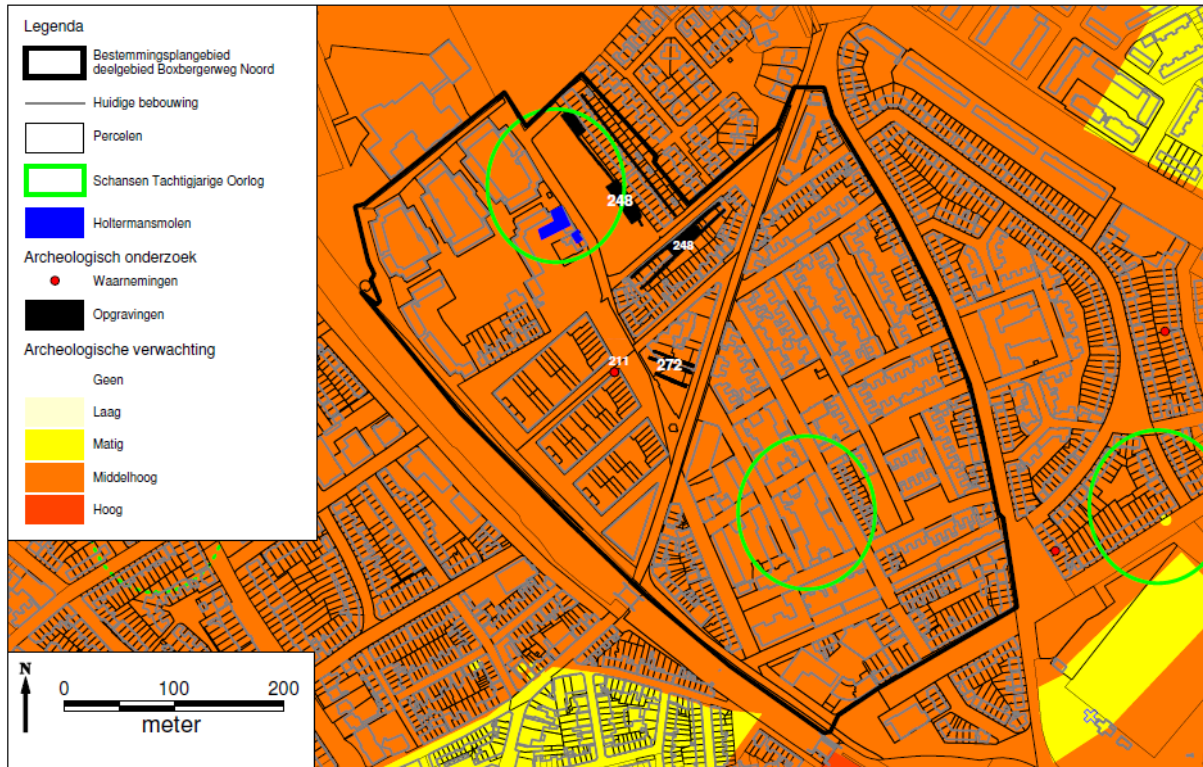 Legenda
Bestemmingsplangebied
deelgebied Boxbergerweg Noord
Huidige bebouwing
Percelen
Schansen Tachtigjarige Oorlog
Holtermansmolen
Archeologisch onderzoek
Waarnemingen
Opgravingen
Archeologische verwachting
Geen
Laag
Matig
Middelhoog
Hoog
248
248
211
272
N
0 100 200
meter